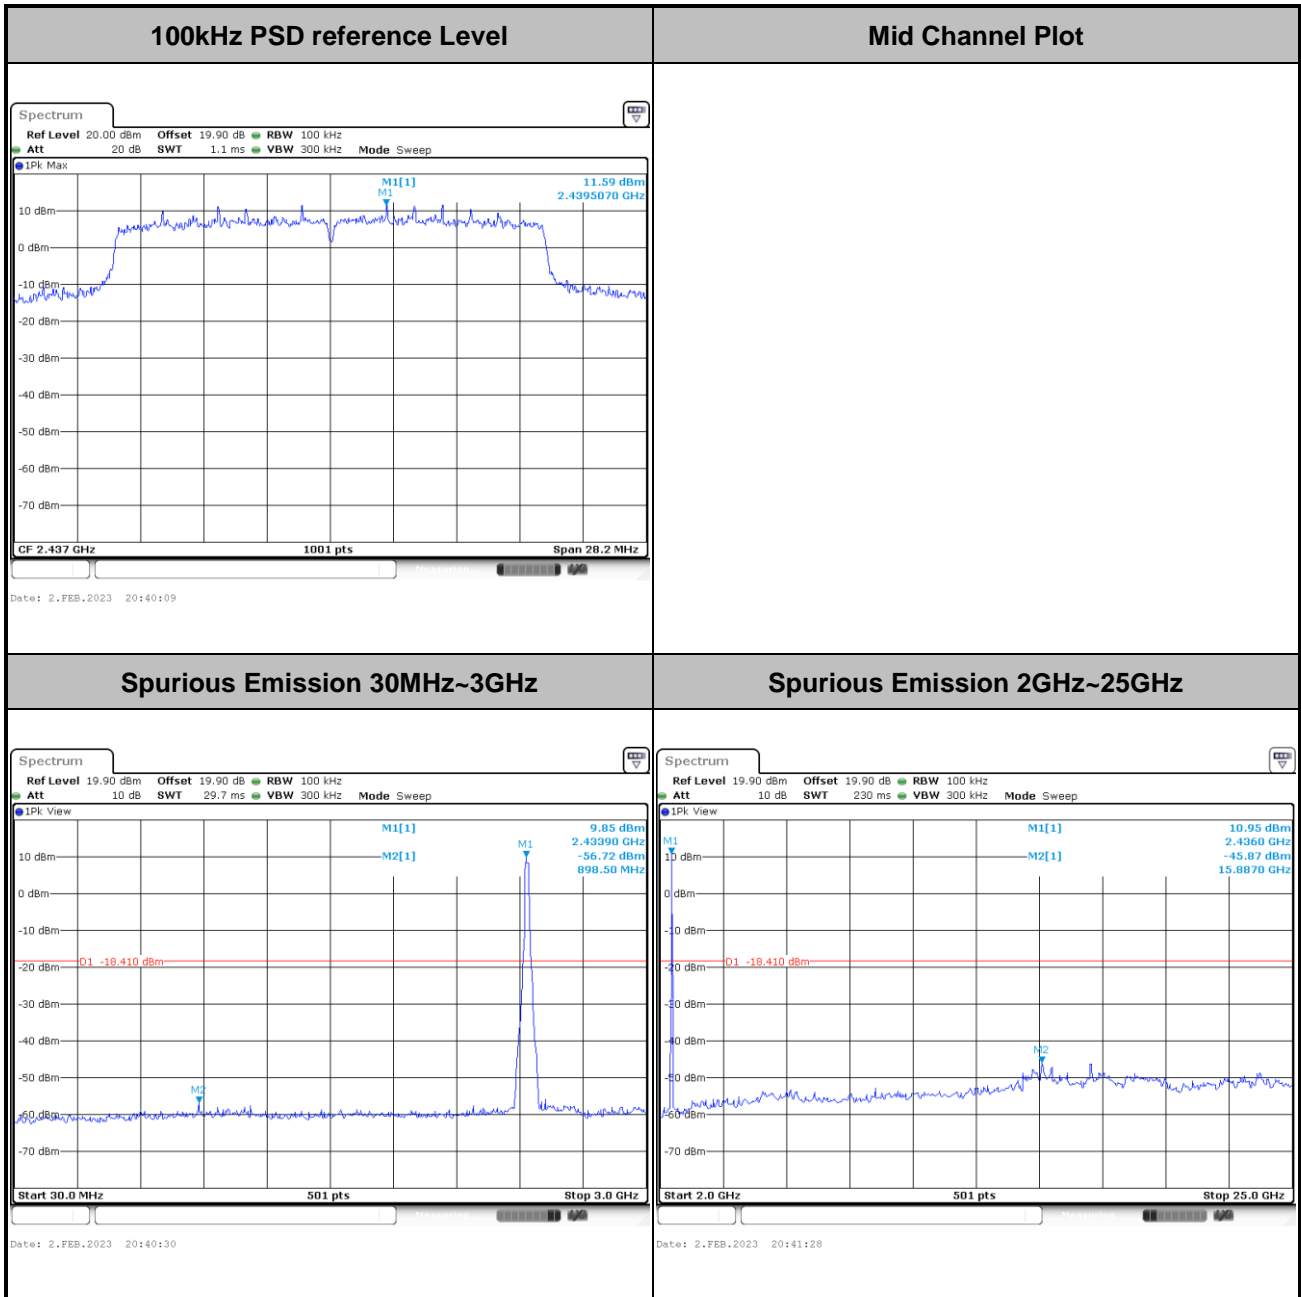 100kHz PSD reference Level
Mid Channel Plot
Spectrum
Ref Level 20.00 dBm Offset 19.90 dB RBW 100 kHz
Att 20 dB SWT 1.1 ms VBW 300 kHz Mode Sweep
1Pk Max
M1[1] 11.59 dBm
M1 2.4395070 GHz
10 dBm
0 dBm
-10 dBm
-20 dBm
-30 dBm
-40 dBm
-50 dBm
-60 dBm
-70 dBm
CF 2.437 GHz 1001 pts Span 28.2 MHz
Date: 2.FEB.2023 20:40:09
Spurious Emission 30MHz~3GHz
Spurious Emission 2GHz~25GHz
Spectrum
Ref Level 19.90 dBm Offset 19.90 dB RBW 100 kHz
Att 10 dB SWT 29.7 ms VBW 300 kHz Mode Sweep
1Pk View
M1[1] 9.85 dBm
M1 2.43390 GHz
M2[1] -56.72 dBm
898.50 MHz
10 dBm
0 dBm
-10 dBm
D1 -18.410 dBm
-20 dBm
-30 dBm
-40 dBm
-50 dBm
M2
-60 dBm
-70 dBm
Start 30.0 MHz 501 pts Stop 3.0 GHz
Date: 2.FEB.2023 20:40:30
Spectrum
Ref Level 19.90 dBm Offset 19.90 dB RBW 100 kHz
Att 10 dB SWT 230 ms VBW 300 kHz Mode Sweep
1Pk View
M1[1] 10.95 dBm
M1 2.4360 GHz
M2[1] -45.87 dBm
15.8870 GHz
10 dBm
0 dBm
-10 dBm
D1 -18.410 dBm
-20 dBm
-30 dBm
-40 dBm
M2
-50 dBm
-60 dBm
-70 dBm
Start 2.0 GHz 501 pts Stop 25.0 GHz
Date: 2.FEB.2023 20:41:28